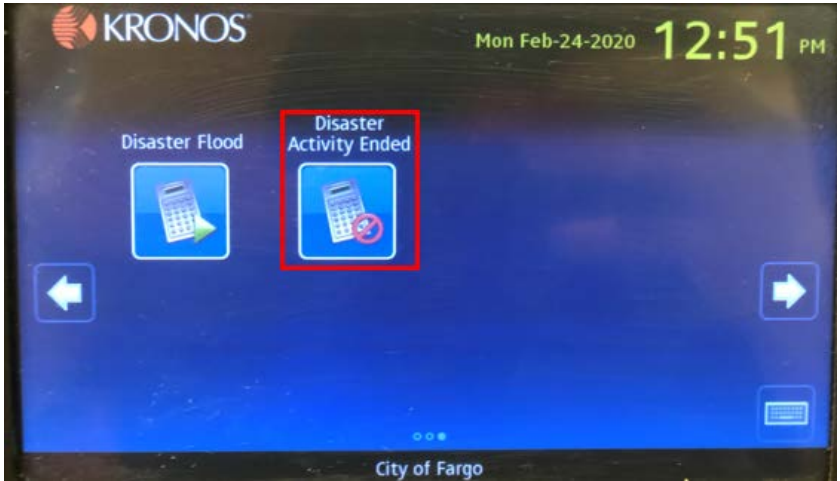 KRONOS
Mon Feb-24-2020 12:51 PM
Disaster Flood
Disaster
Activity Ended
City of Fargo